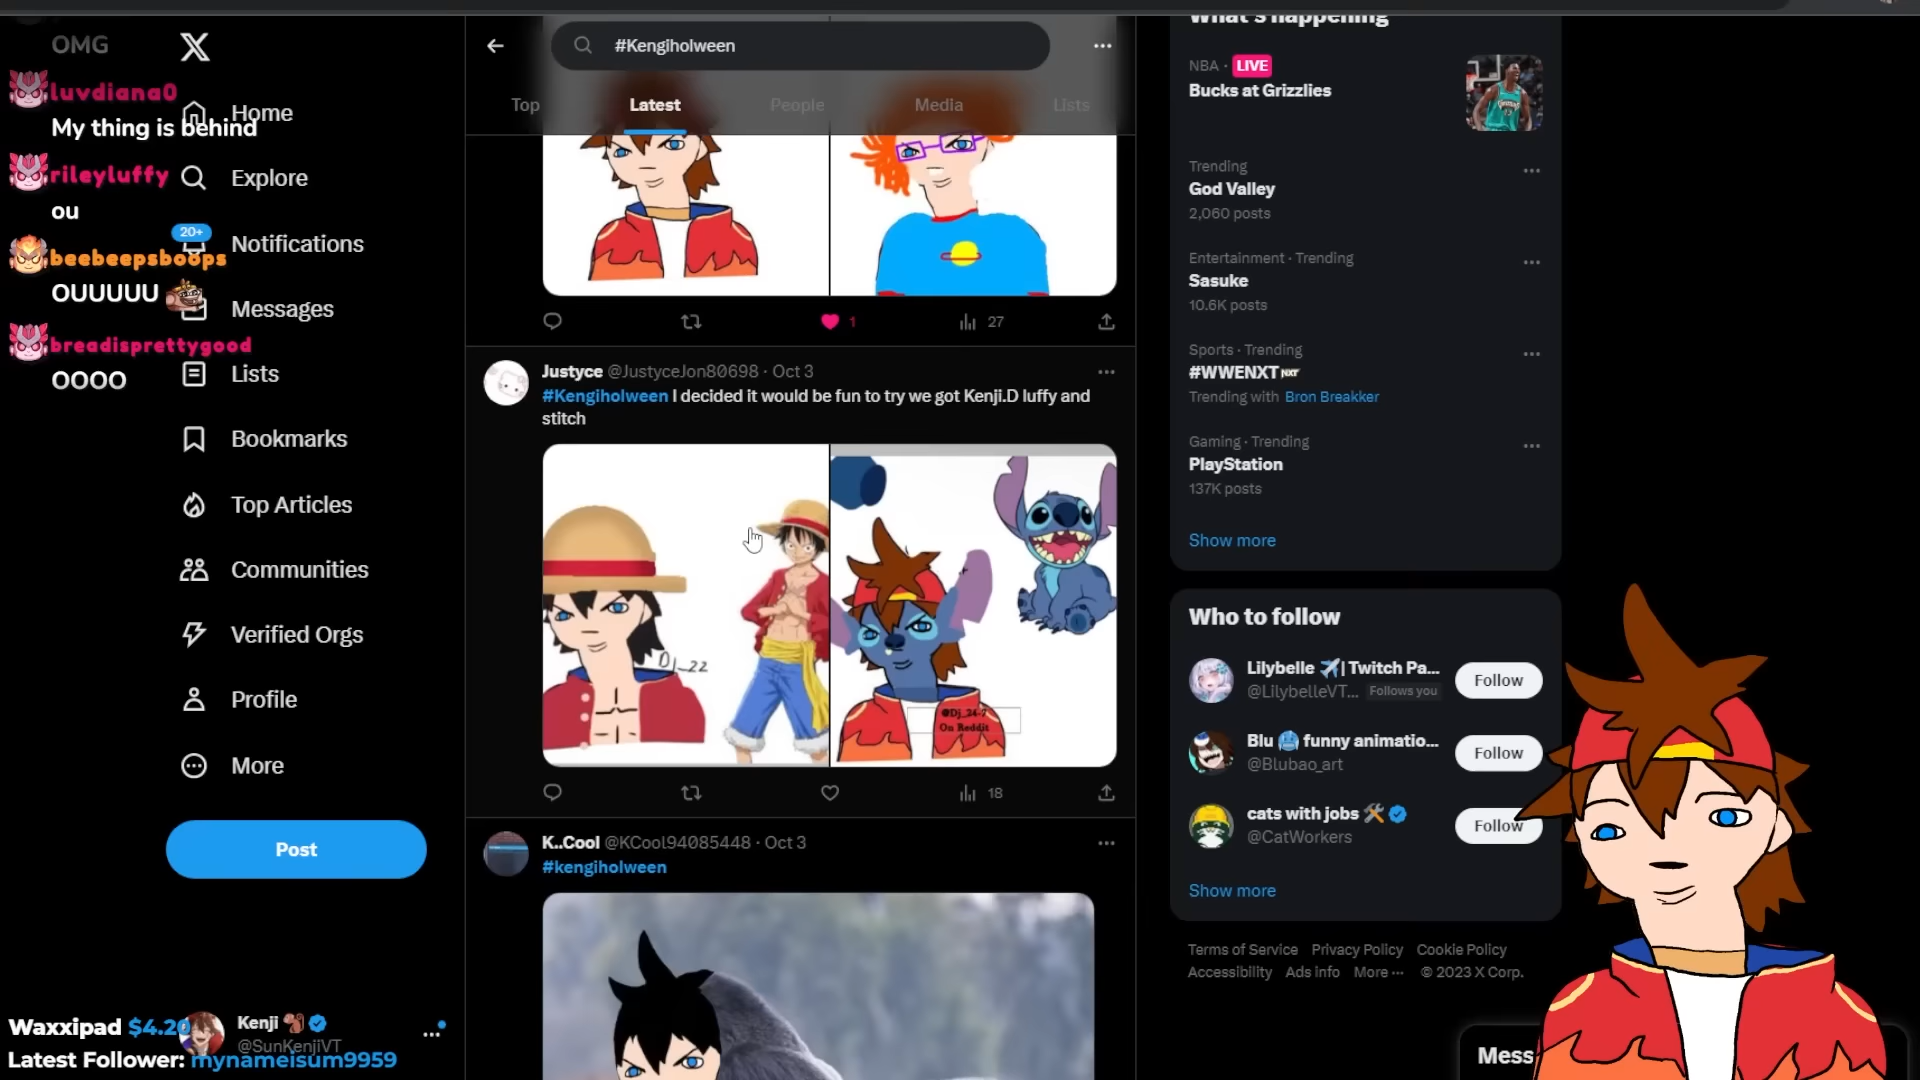 OMG
luvdiana0
My thing is behind
rileyluffy
ou
beebeepsboops
OUUUUU
breadisprettygood
OOOO
Home
Explore
20+
Notifications
Messages
Lists
Bookmarks
Top Articles
Communities
Verified Orgs
Profile
More
Post
Waxxipad $4.20
Kenji
@SunKenjiVT
Latest Follower: mynameisum9959
#Kengiholween
Top
Latest
People
Media
Lists
1
27
Justyce @JustyceJon80698 · Oct 3
#Kengiholween I decided it would be fun to try we got Kenji.D luffy and
stitch
Dj_22
@Dj_24-7
On Reddit
18
K..Cool @KCool94085448 · Oct 3
#kengiholween
What's happening
NBA · LIVE
Bucks at Grizzlies
Trending
God Valley
2,060 posts
Entertainment · Trending
Sasuke
10.6K posts
Sports · Trending
#WWENXT
Trending with Bron Breakker
Gaming · Trending
PlayStation
137K posts
Show more
Who to follow
Lilybelle ✈️| Twitch Pa...
@LilybelleVT... Follows you
Follow
Blu 🥶 funny animatio...
@Blubao_art
Follow
cats with jobs 🛠️
@CatWorkers
Follow
Show more
Terms of Service Privacy Policy Cookie Policy
Accessibility Ads info More ··· © 2023 X Corp.
Mess